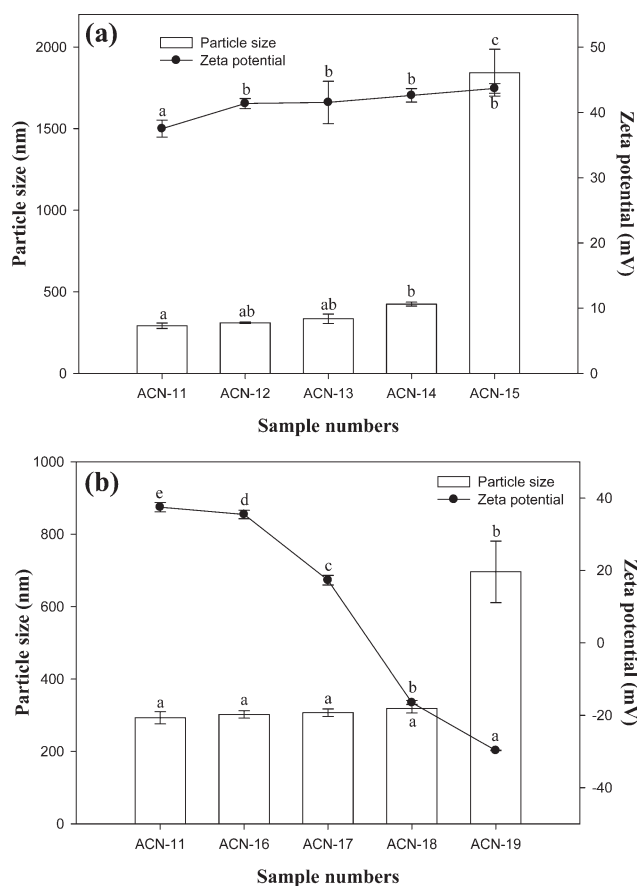 (a)
Particle size
Zeta potential
2000
1500
1000
500
0
Particle size (nm)
50
40
30
20
10
0
Zeta potential (mV)
a
b
b
b
c
b
a
ab
ab
b
ACN-11
ACN-12
ACN-13
ACN-14
ACN-15
Sample numbers
(b)
Particle size
Zeta potential
1000
800
600
400
200
0
Particle size (nm)
40
20
0
-20
-40
Zeta potential (mV)
e
d
c
b
a
a
a
a
a
b
ACN-11
ACN-16
ACN-17
ACN-18
ACN-19
Sample numbers